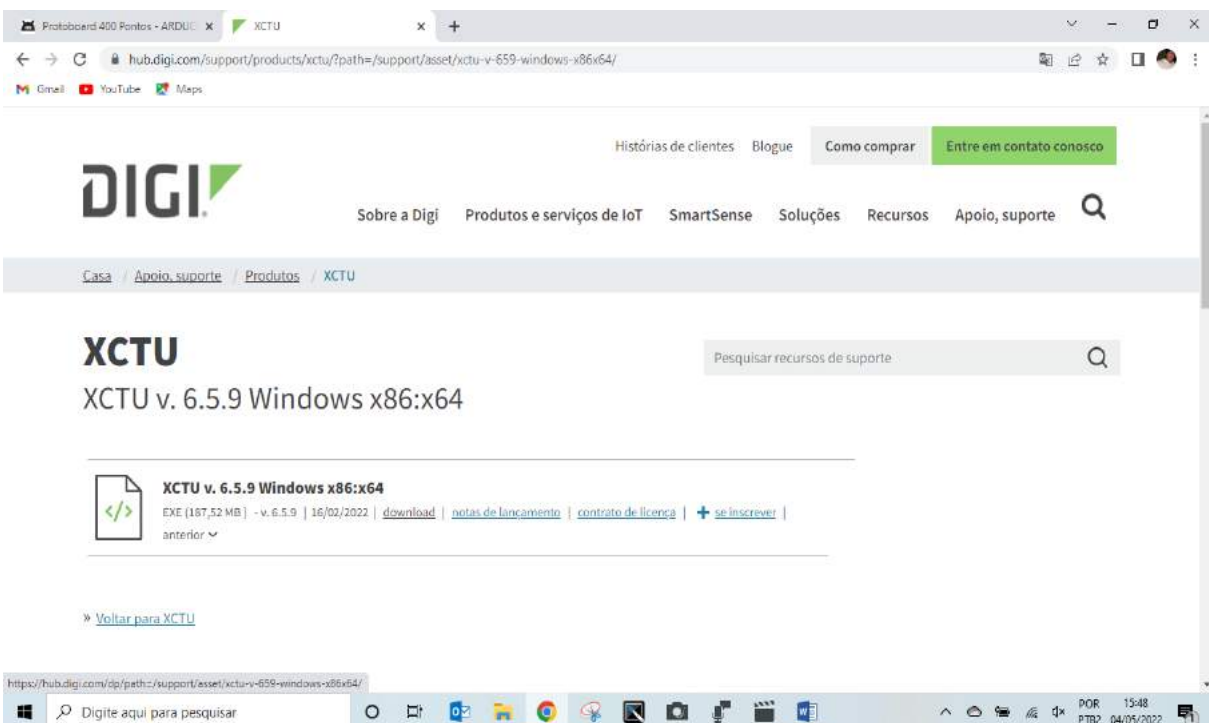 Protoboard 400 Pontos - ARDUI
XCTU
hub.digi.com/support/products/xctu/?path=/support/asset/xctu-v-659-windows-x86x64/
Gmail YouTube Maps
Histórias de clientes Blogue Como comprar Entre em contato conosco
DIGI
Sobre a Digi Produtos e serviços de IoT SmartSense Soluções Recursos Apoio, suporte
Casa / Apoio, suporte / Produtos / XCTU
XCTU
Pesquisar recursos de suporte
XCTU v. 6.5.9 Windows x86:x64
XCTU v. 6.5.9 Windows x86:x64
EXE (187,52 MB) - v. 6.5.9 | 16/02/2022 | download | notas de lançamento | contrato de licença | + se inscrever |
anterior
» Voltar para XCTU
https://hub.digi.com/dp/path=/support/asset/xctu-v-659-windows-x86x64/
Digite aqui para pesquisar
POR 15:48
PTB2 04/05/2022